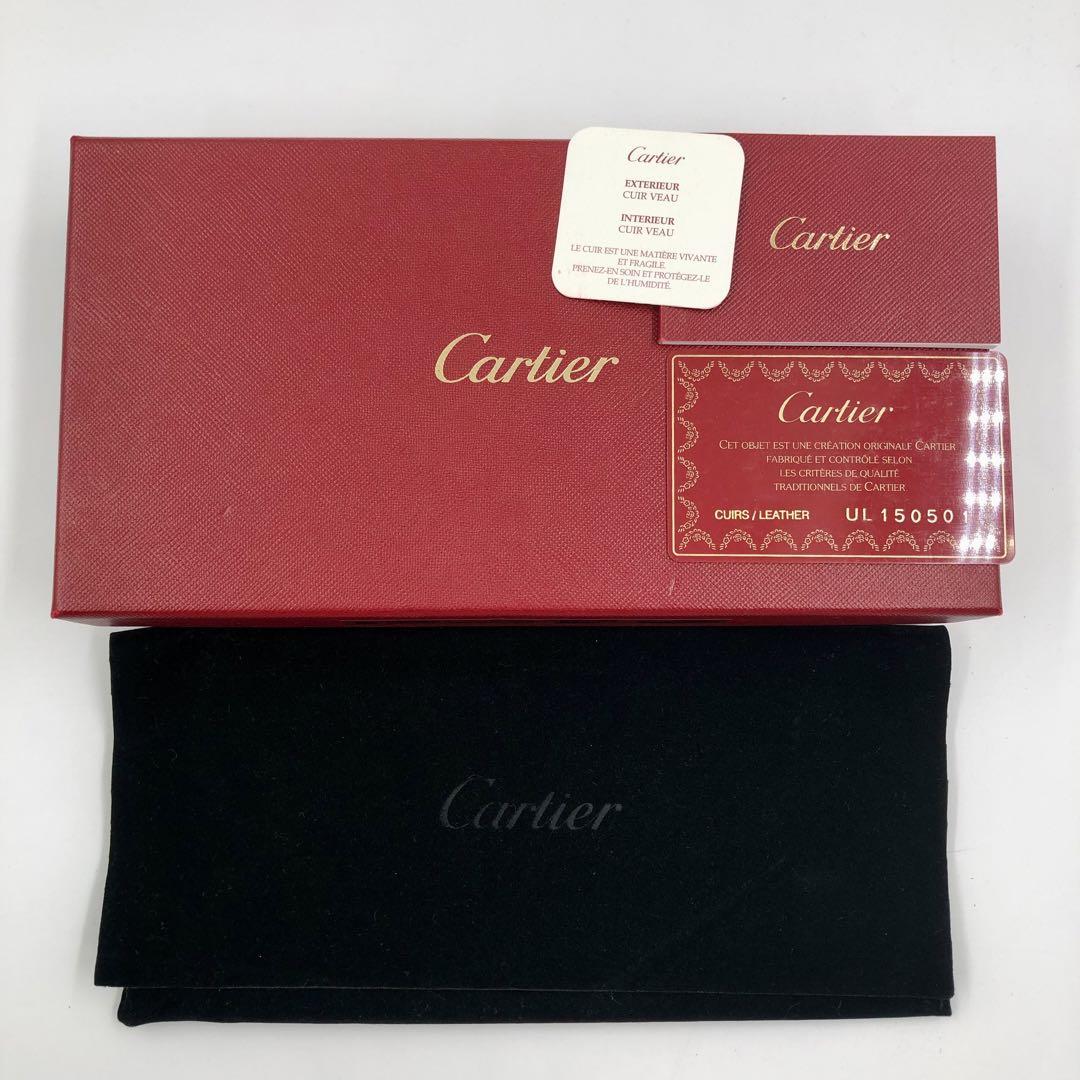 Cartier
EXTERIEUR
CUIR VEAU
INTERIEUR
CUIR VEAU
LE CUIR EST UNE MATIÈRE VIVANTE
ET FRAGILE.
PRENEZ-EN SOIN ET PROTÉGEZ-LE
DE L'HUMIDITÉ.
Cartier
Cartier
Cartier
CET OBJET EST UNE CRÉATION ORIGINALE CARTIER
FABRIQUÉ ET CONTRÔLÉ SELON
LES CRITÈRES DE QUALITÉ
TRADITIONNELS DE CARTIER.
CUIRS / LEATHER UL 150501
Cartier